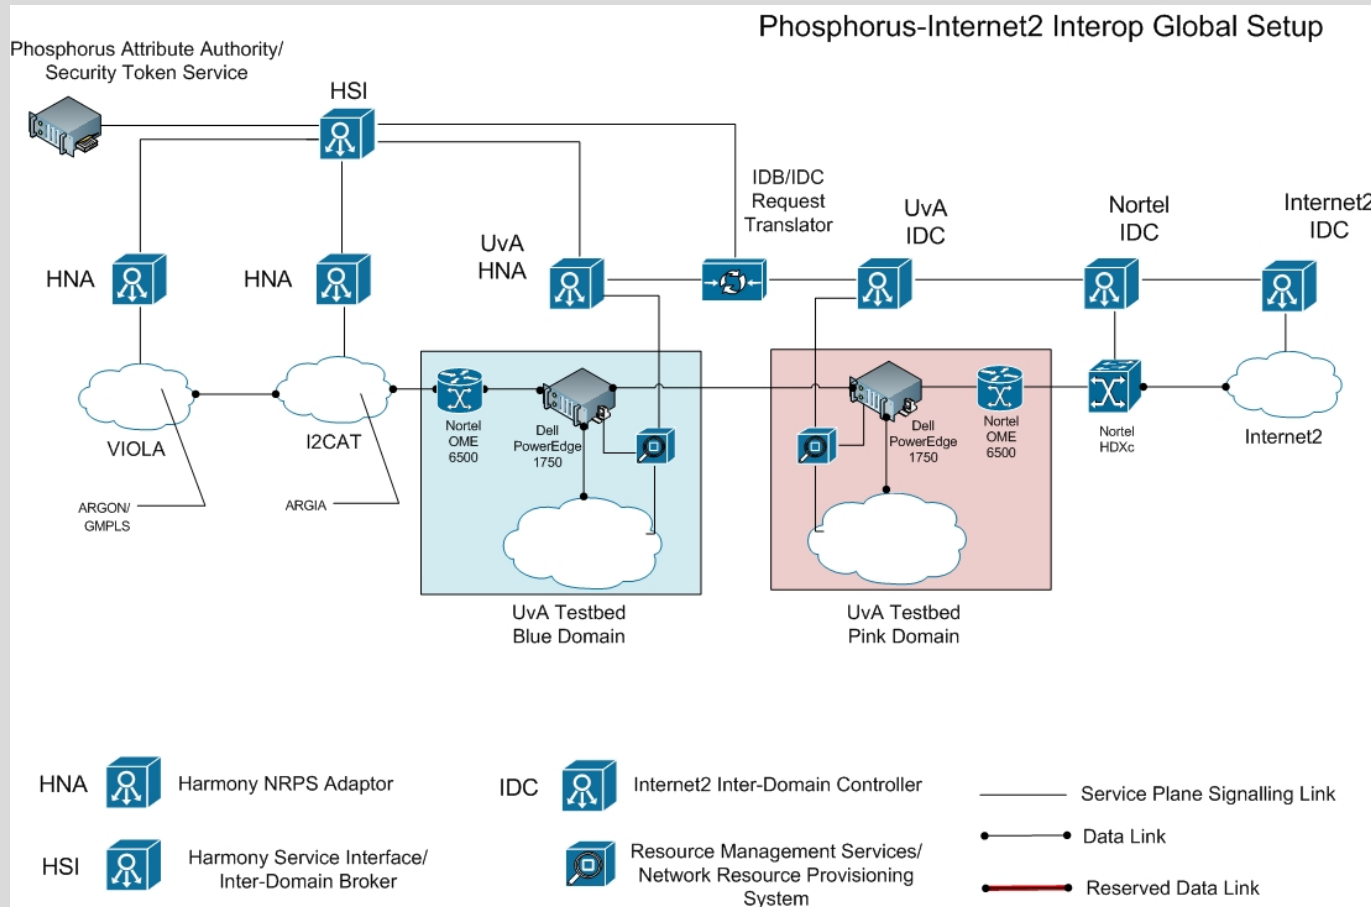 Phosphorus-Internet2 Interop Global Setup
Phosphorus Attribute Authority/
Security Token Service
HSI
IDB/IDC
Request
Translator
UvA
IDC
Nortel
IDC
Internet2
IDC
UvA
HNA
HNA
HNA
VIOLA
I2CAT
Nortel
OME
6500
Dell
PowerEdge
1750
Dell
PowerEdge
1750
Nortel
OME
6500
Nortel
HDXc
Internet2
ARGON/
GMPLS
ARGIA
UvA Testbed
Blue Domain
UvA Testbed
Pink Domain
HNA
Harmony NRPS Adaptor
IDC
Internet2 Inter-Domain Controller
Service Plane Signalling Link
Data Link
HSI
Harmony Service Interface/
Inter-Domain Broker
Resource Management Services/
Network Resource Provisioning
System
Reserved Data Link